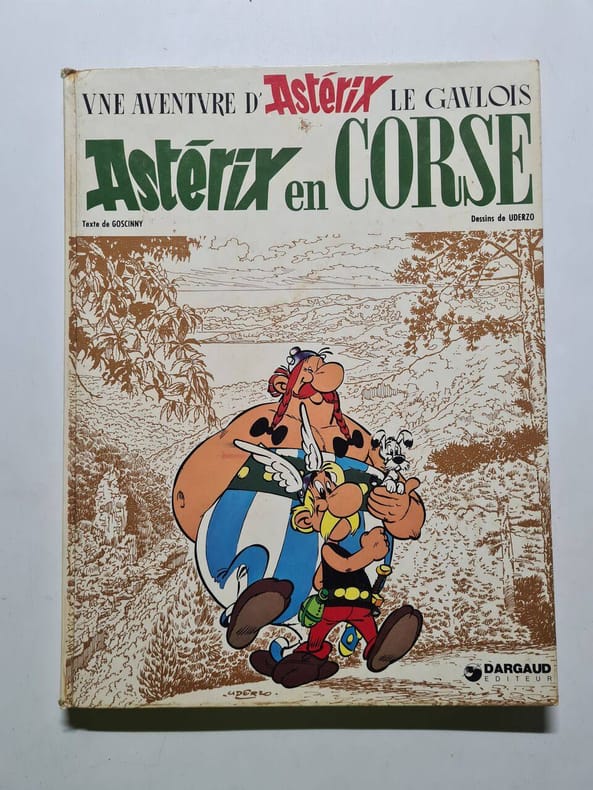 VNE AVENTVRE D'Astérix LE GAVLOIS
Astérix en CORSE
Texte de GOSCINNY
Dessins de UDERZO
UDERZO
DARGAUD
EDITEUR